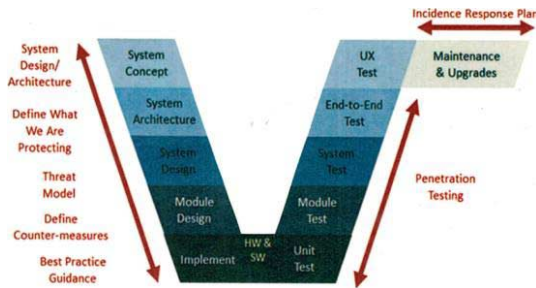 Incidence Response Plan
System
Design/
Architecture
Define What
We Are
Protecting
Threat
Model
Define
Counter-measures
Best Practice
Guidance
System
Concept
System
Architecture
System
Design
Module
Design
Implement
HW &
SW
Unit
Test
Module
Test
System
Test
End-to-End
Test
UX
Test
Maintenance
& Upgrades
Penetration
Testing